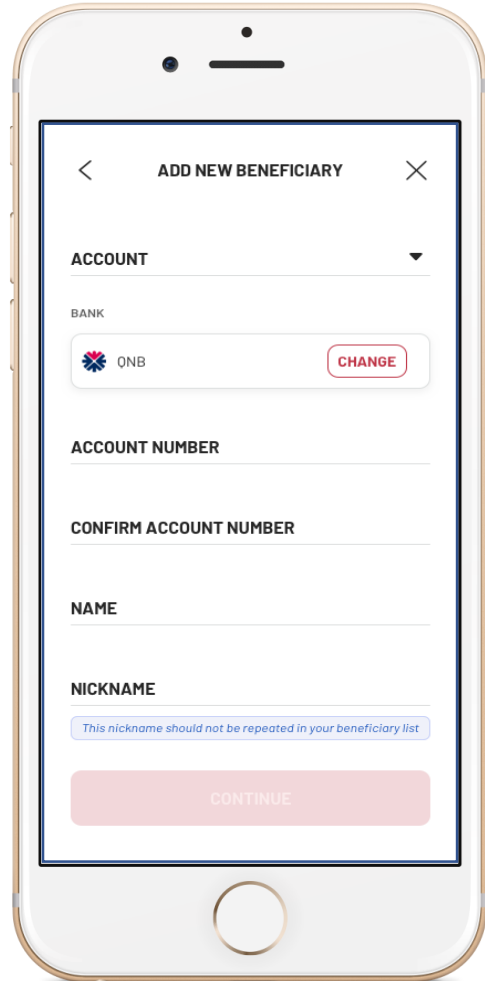 ADD NEW BENEFICIARY
ACCOUNT
BANK
QNB
CHANGE
ACCOUNT NUMBER
CONFIRM ACCOUNT NUMBER
NAME
NICKNAME
This nickname should not be repeated in your beneficiary list
CONTINUE